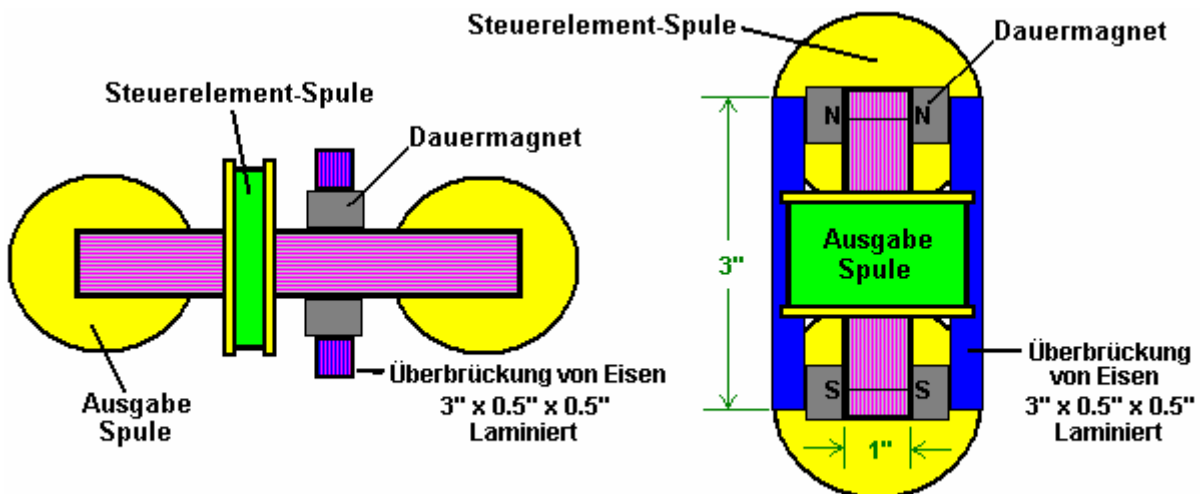 Steuerelement-Spule
Dauermagnet
Überbrückung von Eisen
3" x 0.5" x 0.5"
Laminiert
Ausgabe
Spule
Steuerelement-Spule
Dauermagnet
N
N
3"
Ausgabe
Spule
S
S
1"
Überbrückung
von Eisen
3" x 0.5" x 0.5"
Laminiert